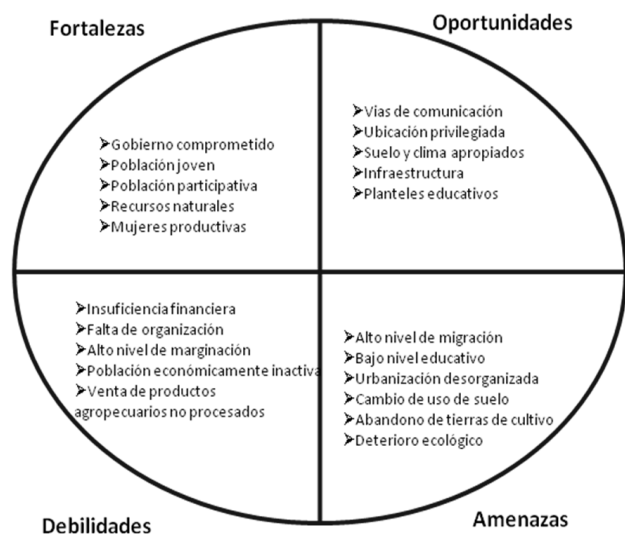 Fortalezas
Oportunidades
➤Gobierno comprometido
➤Población joven
➤Población participativa
➤Recursos naturales
➤Mujeres productivas
➤Vias de comunicación
➤Ubicación privilegiada
➤Suelo y clima apropiados
➤Infraestructura
➤Planteles educativos
➤Insuficiencia financiera
➤Falta de organización
➤Alto nivel de marginación
➤Población económicamente inactiva
➤Venta de productos
agropecuarios no procesados
➤Alto nivel de migración
➤Bajo nivel educativo
➤Urbanización desorganizada
➤Cambio de uso de suelo
➤Abandono de tierras de cultivo
➤Deterioro ecológico
Debilidades
Amenazas